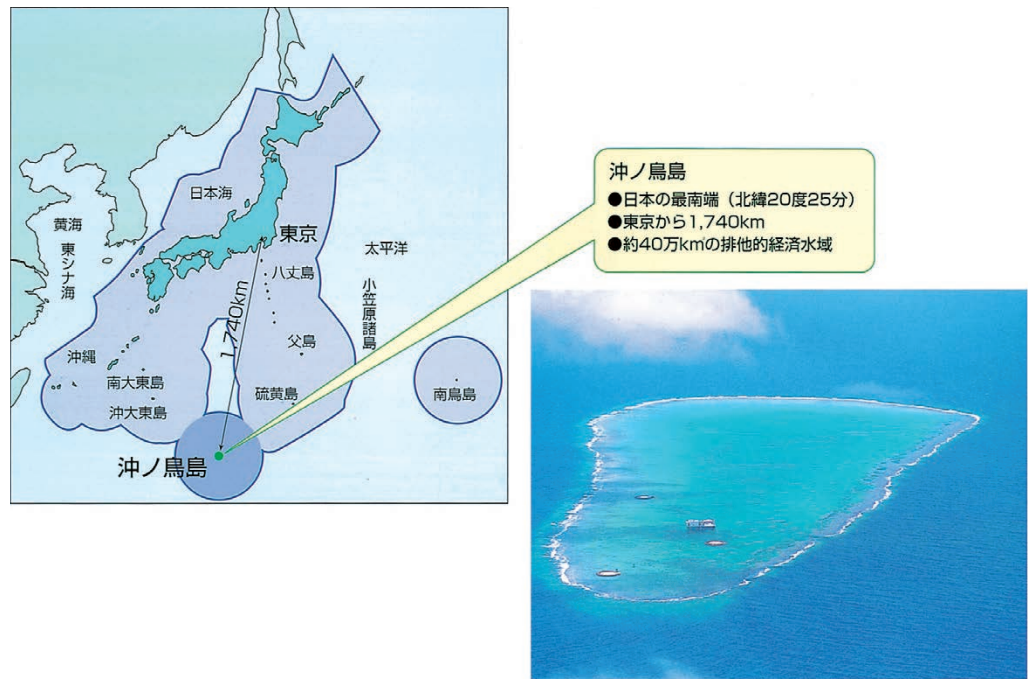 日本海
黄海
東シナ海
東京
太平洋
八丈島
小笠原諸島
1,740km
父島
沖縄
南大東島
硫黄島
南鳥島
沖大東島
沖ノ鳥島
沖ノ鳥島
●日本の最南端（北緯20度25分）
●東京から1,740km
●約40万kmの排他的経済水域